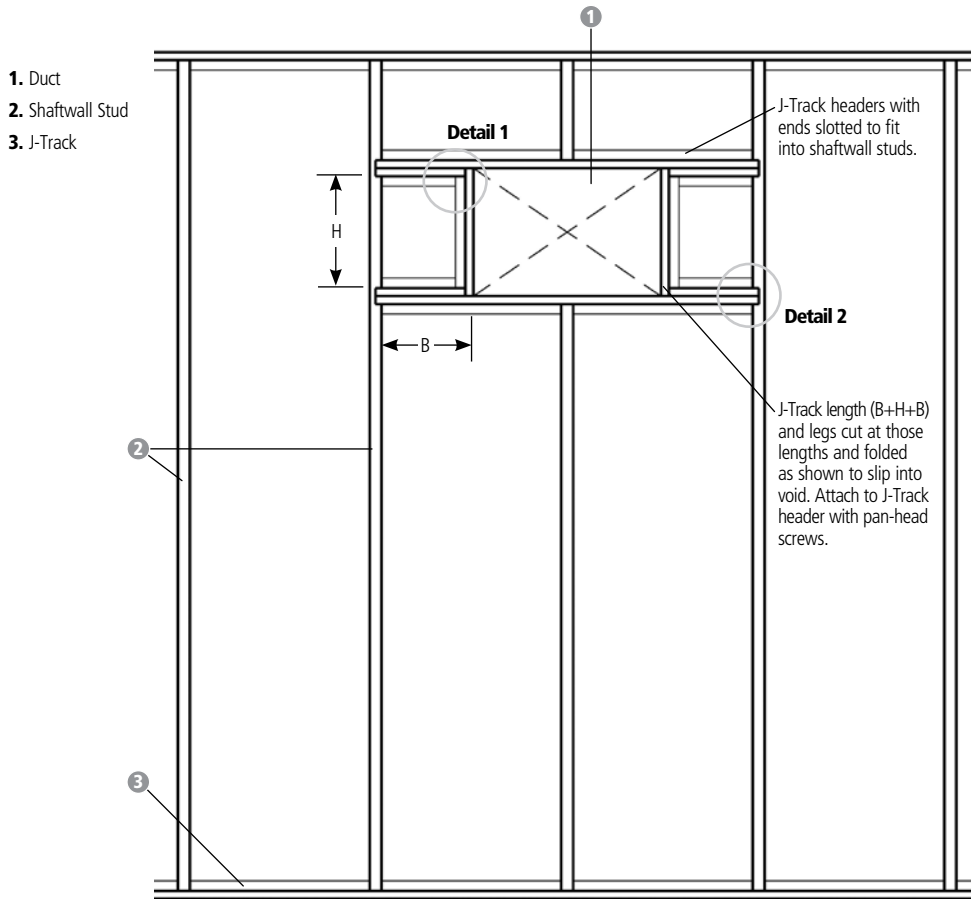 1
1. Duct
2. Shaftwall Stud
3. J-Track
Detail 1
J-Track headers with
ends slotted to fit
into shaftwall studs.
H
Detail 2
B
J-Track length (B+H+B)
and legs cut at those
lengths and folded
as shown to slip into
void. Attach to J-Track
header with pan-head
screws.
2
3